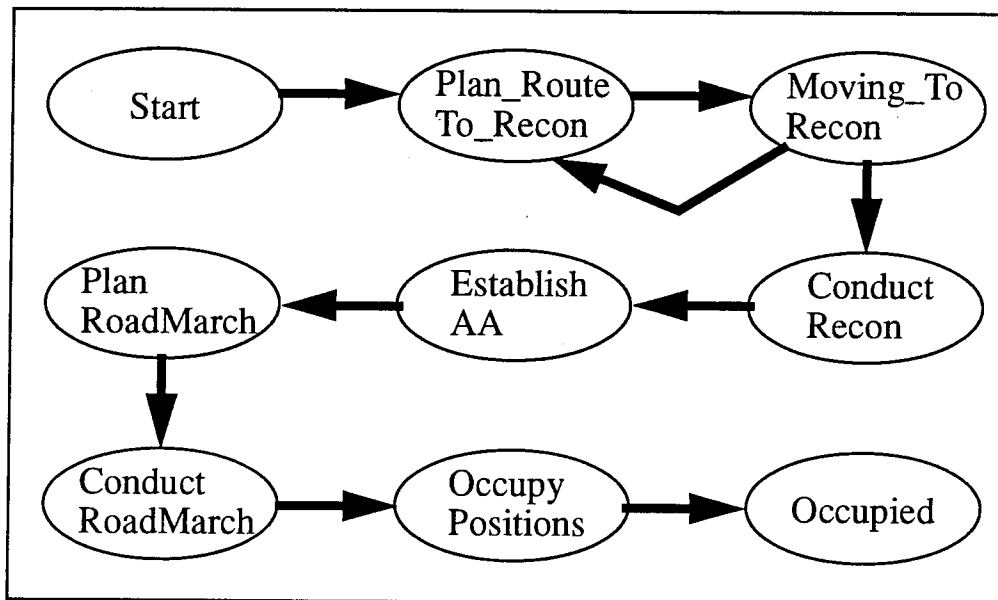 Start
Plan_Route
To_Recon
Moving_To
Recon
Plan
RoadMarch
Establish
AA
Conduct
Recon
Conduct
RoadMarch
Occupy
Positions
Occupied